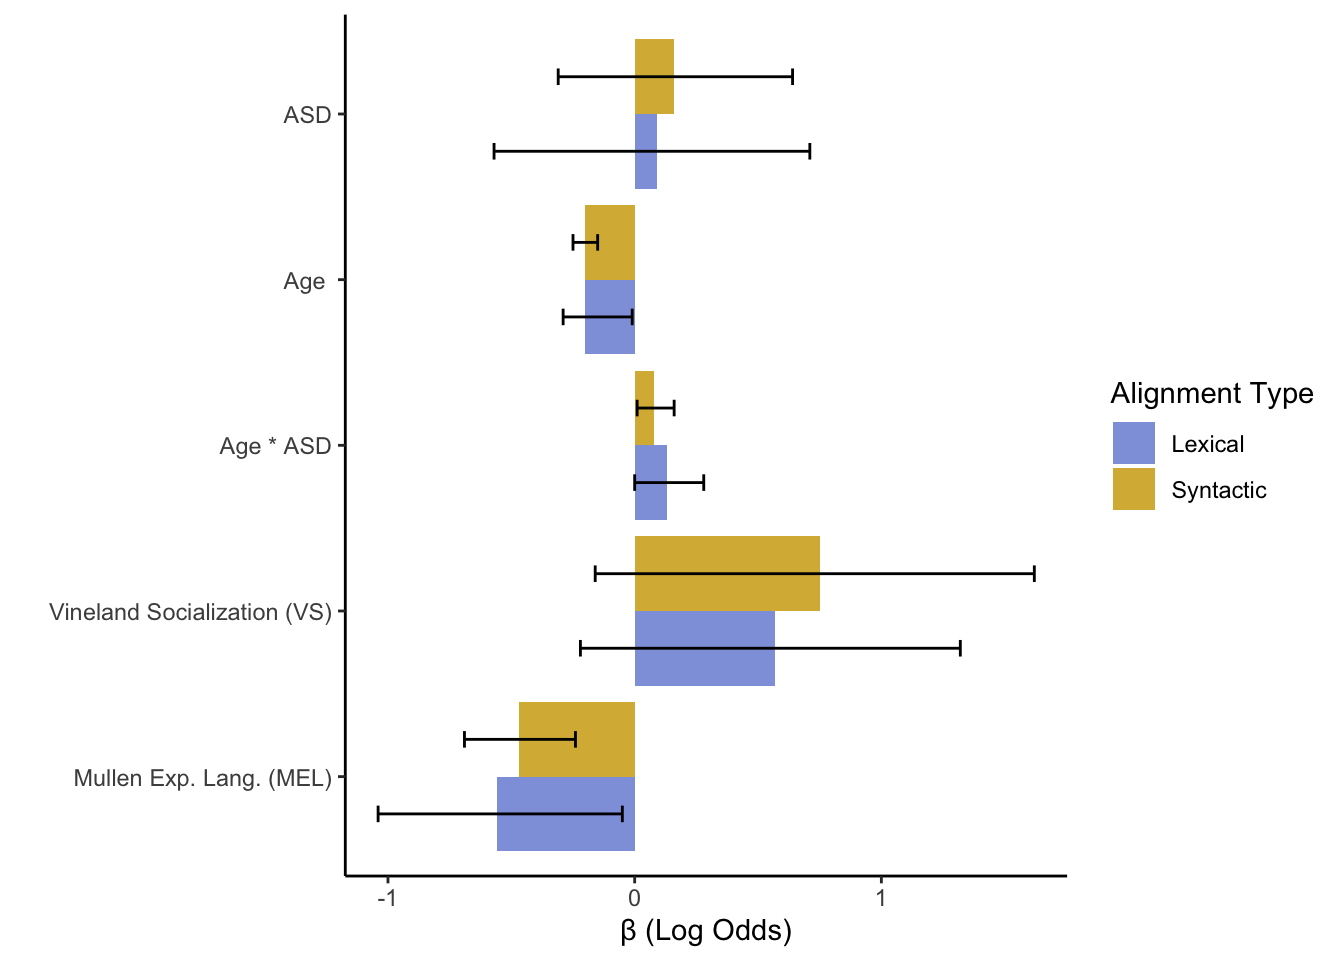 ASD
Age
Age * ASD
Vineland Socialization (VS)
Mullen Exp. Lang. (MEL)
-1
0
1
β (Log Odds)
Alignment Type
Lexical
Syntactic